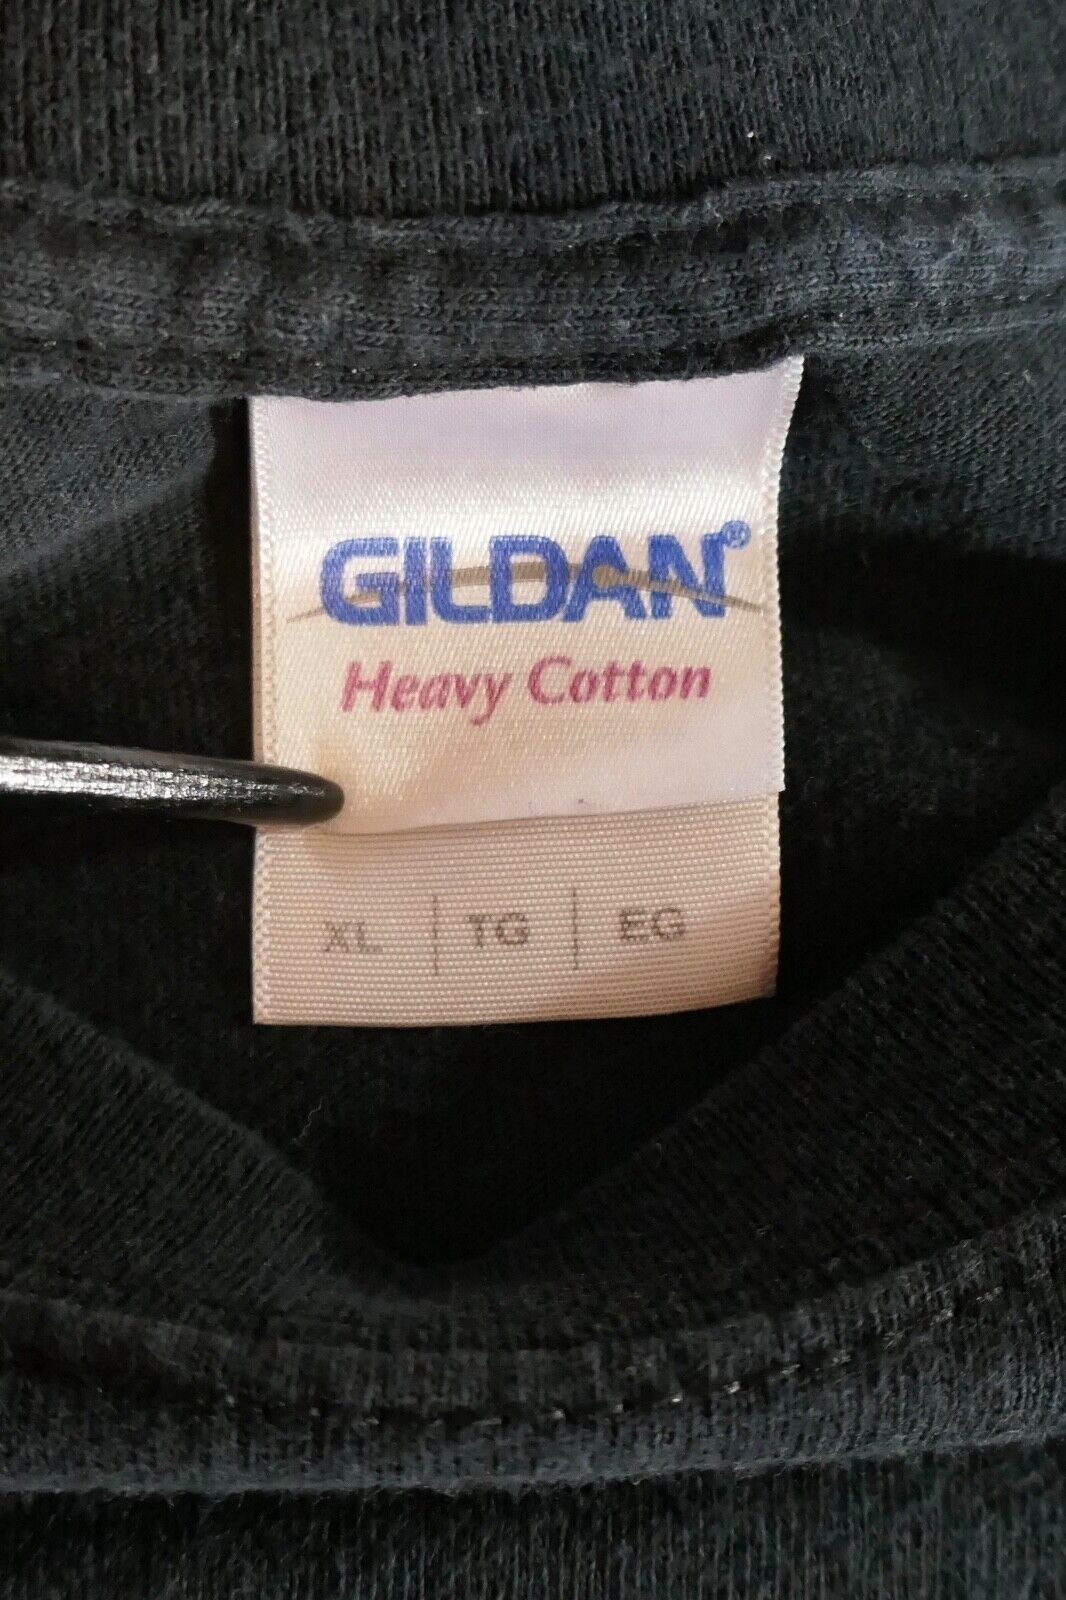 GILDAN®
Heavy Cotton
XL | TG | EG